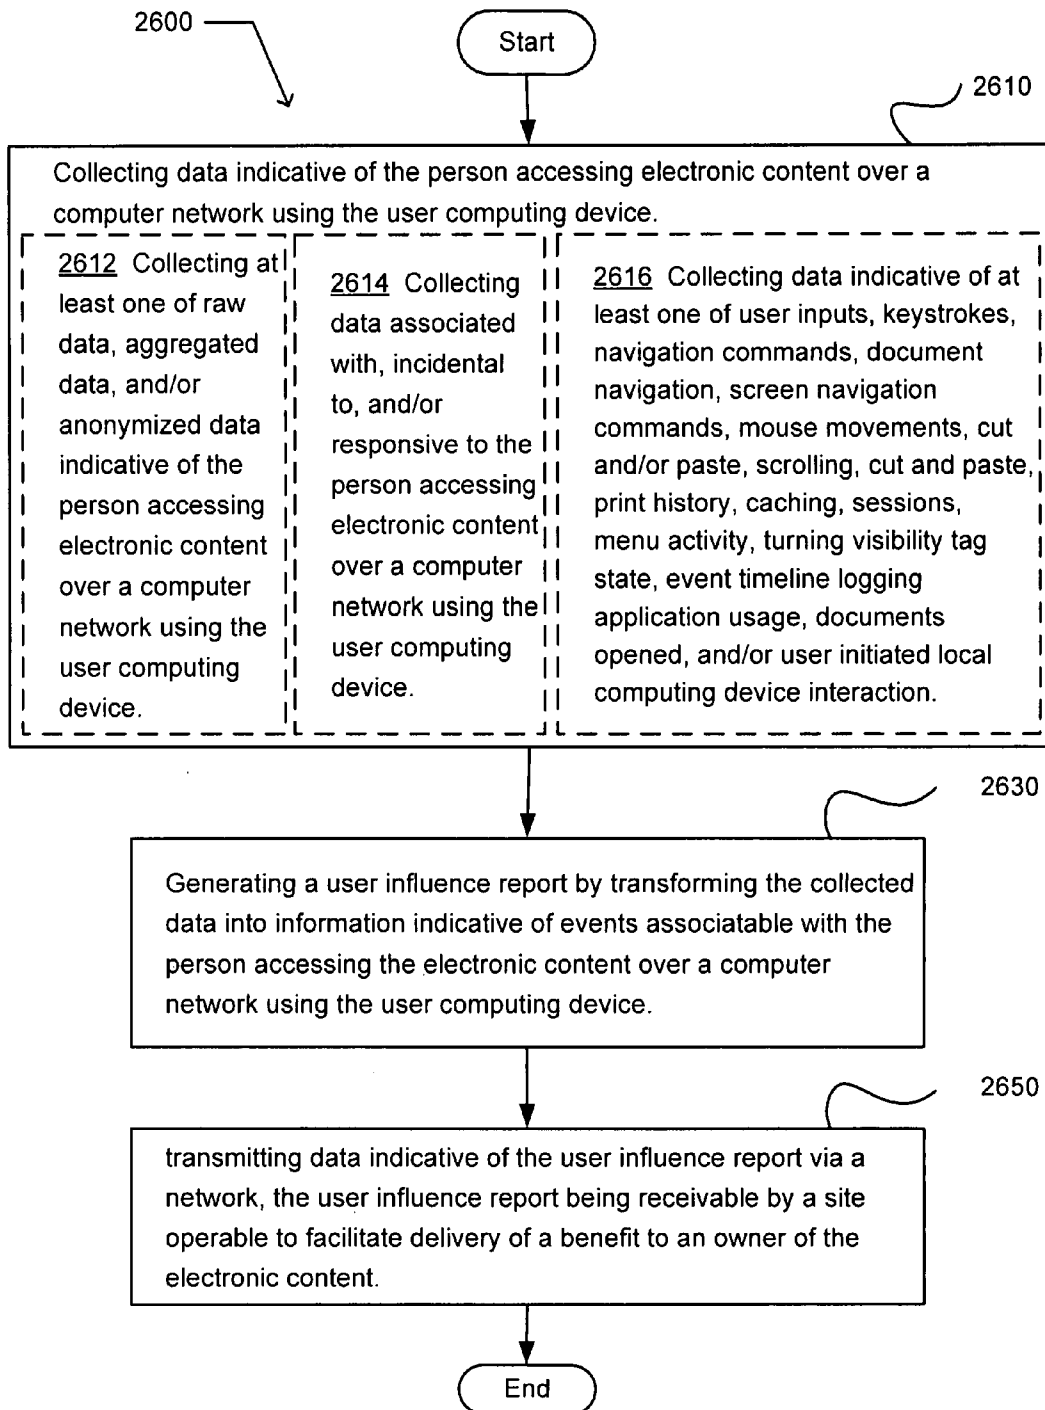 2600
Start
2610
Collecting data indicative of the person accessing electronic content over a
computer network using the user computing device.
2612 Collecting at
least one of raw
data, aggregated
data, and/or
anonymized data
indicative of the
person accessing
electronic content
over a computer
network using the
user computing
device.
2614 Collecting
data associated
with, incidental
to, and/or
responsive to the
person accessing
electronic content
over a computer
network using the
user computing
device.
2616 Collecting data indicative of at
least one of user inputs, keystrokes,
navigation commands, document
navigation, screen navigation
commands, mouse movements, cut
and/or paste, scrolling, cut and paste,
print history, caching, sessions,
menu activity, turning visibility tag
state, event timeline logging
application usage, documents
opened, and/or user initiated local
computing device interaction.
2630
Generating a user influence report by transforming the collected
data into information indicative of events associatable with the
person accessing the electronic content over a computer
network using the user computing device.
2650
transmitting data indicative of the user influence report via a
network, the user influence report being receivable by a site
operable to facilitate delivery of a benefit to an owner of the
electronic content.
End